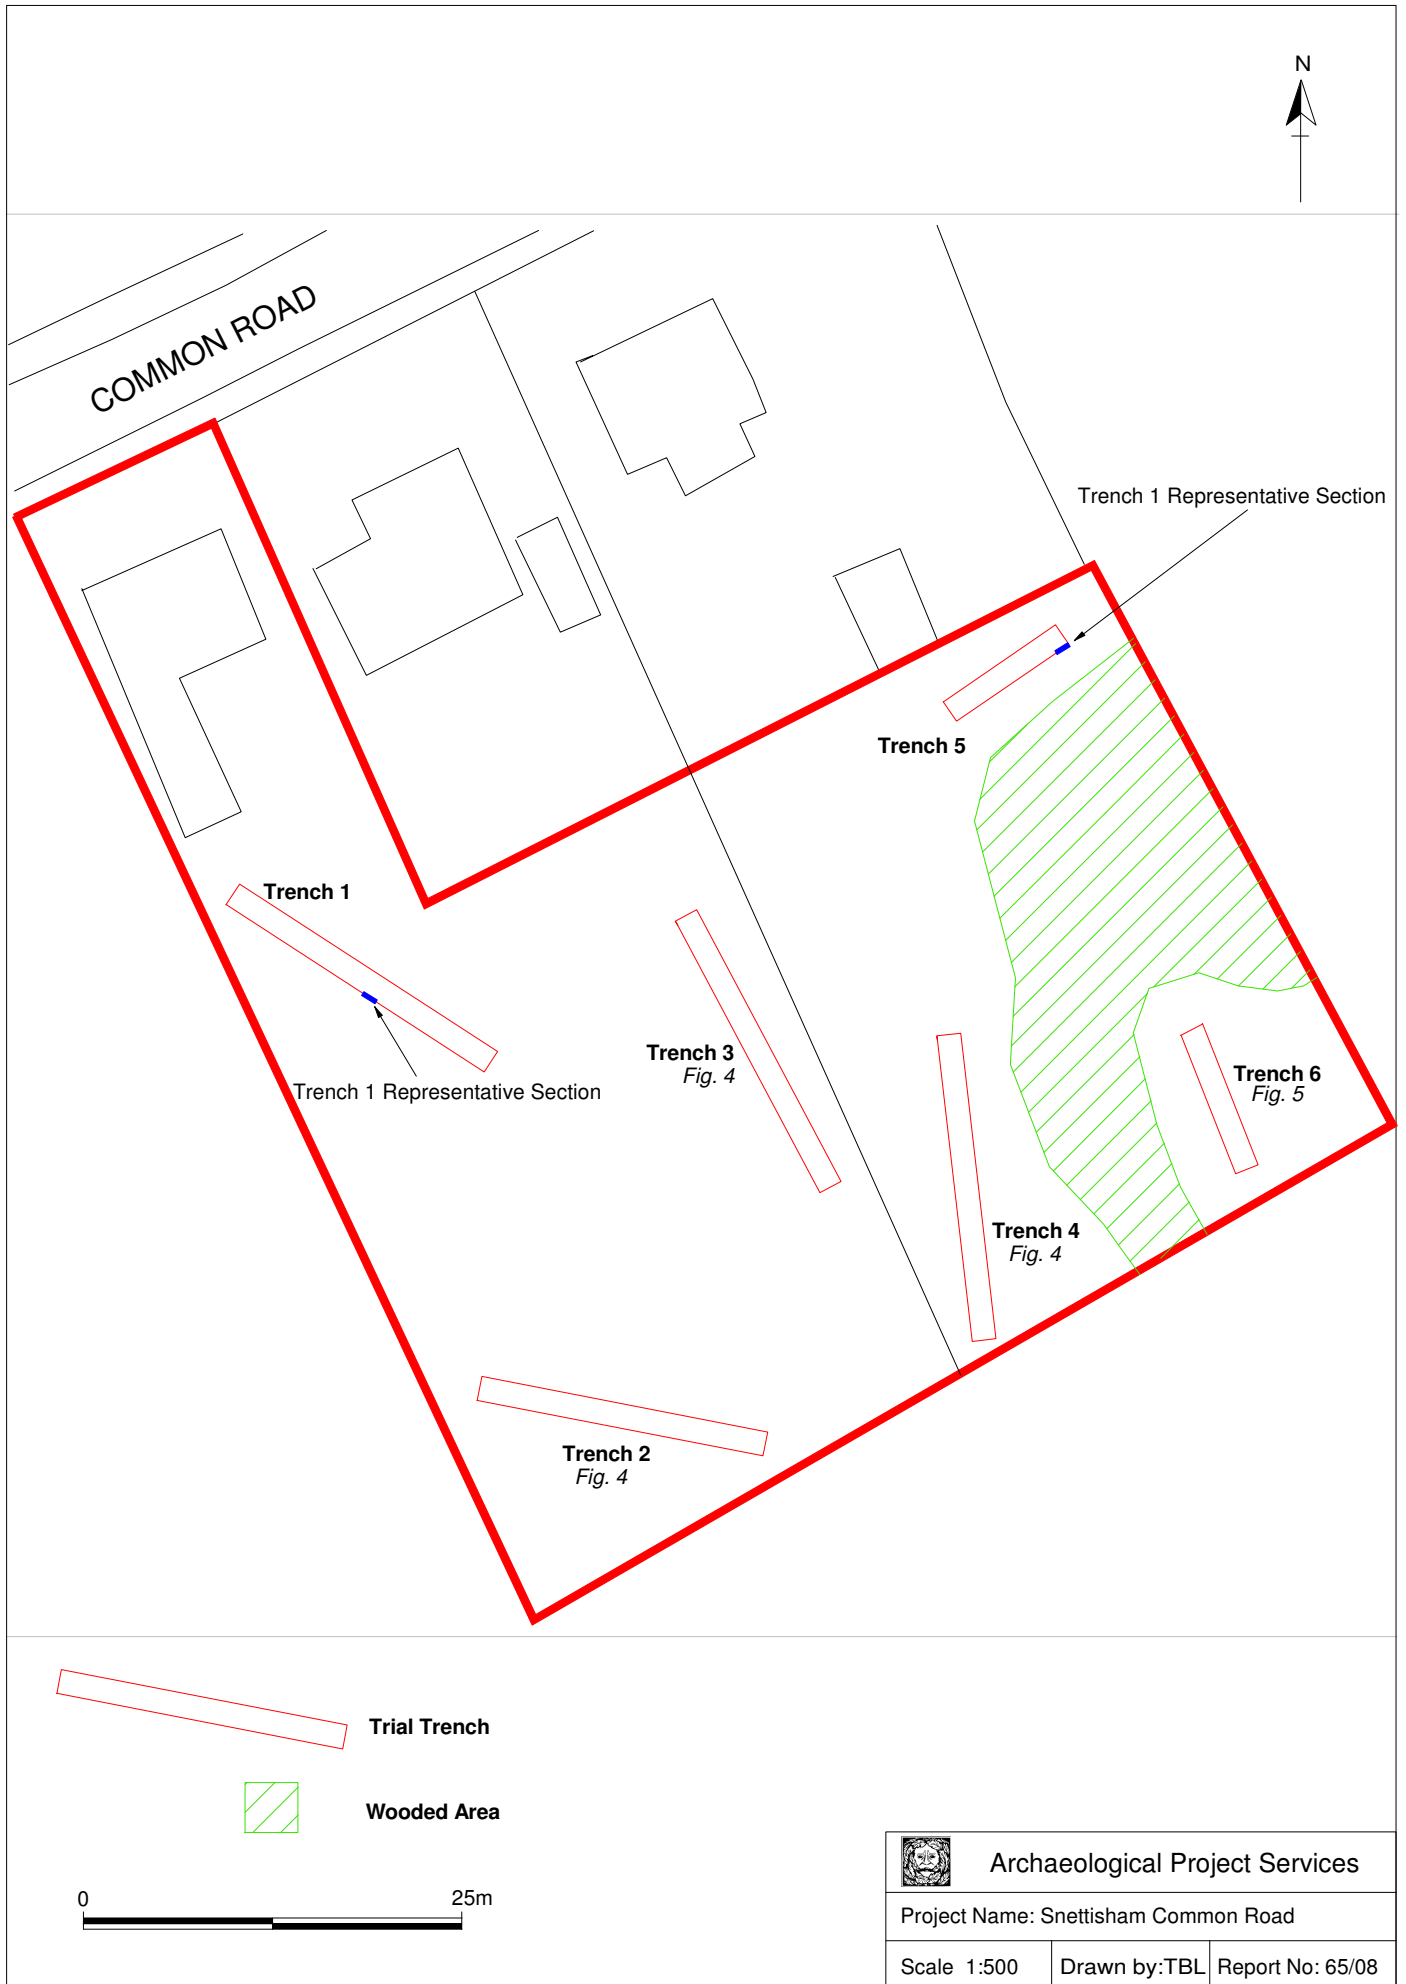 N
COMMON ROAD
Trench 1 Representative Section
Trench 5
Trench 1
Trench 3
Fig. 4
Trench 6
Fig. 5
Trench 1 Representative Section
Trench 4
Fig. 4
Trench 2
Fig. 4
Trial Trench
Wooded Area
0 25m
Archaeological Project Services
Project Name: Snettisham Common Road
Scale 1:500 Drawn by:TBL Report No: 65/08